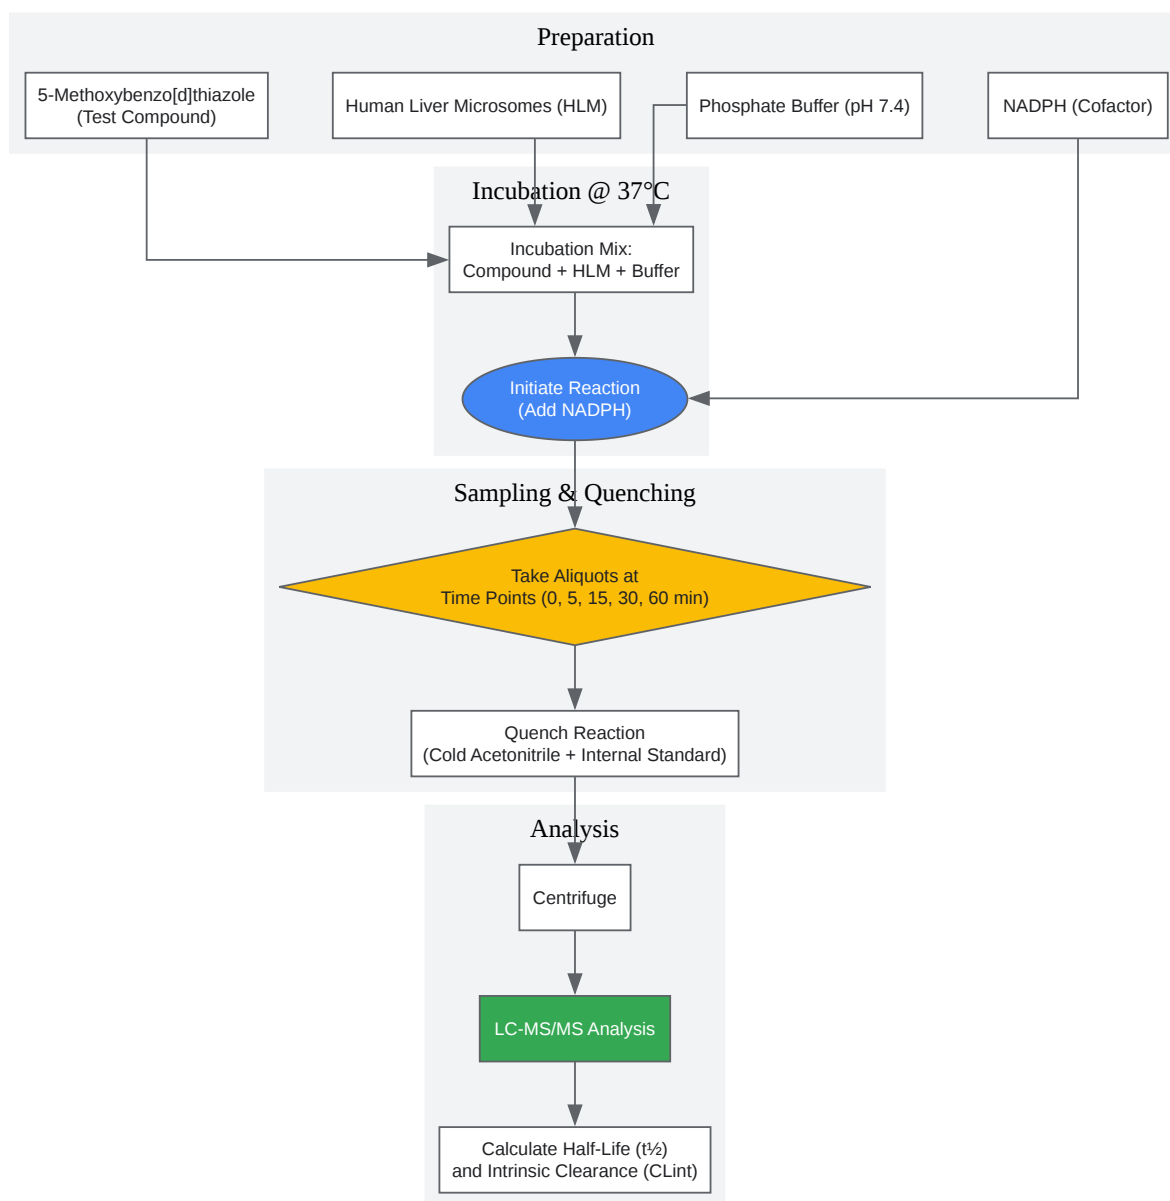 Preparation
5-Methoxybenzo[d]thiazole
(Test Compound)
Human Liver Microsomes (HLM)
Phosphate Buffer (pH 7.4)
NADPH (Cofactor)
Incubation @ 37°C
Incubation Mix:
Compound + HLM + Buffer
Initiate Reaction
(Add NADPH)
Sampling & Quenching
Take Aliquots at
Time Points (0, 5, 15, 30, 60 min)
Quench Reaction
(Cold Acetonitrile + Internal Standard)
Analysis
Centrifuge
LC-MS/MS Analysis
Calculate Half-Life (t½)
and Intrinsic Clearance (CLint)